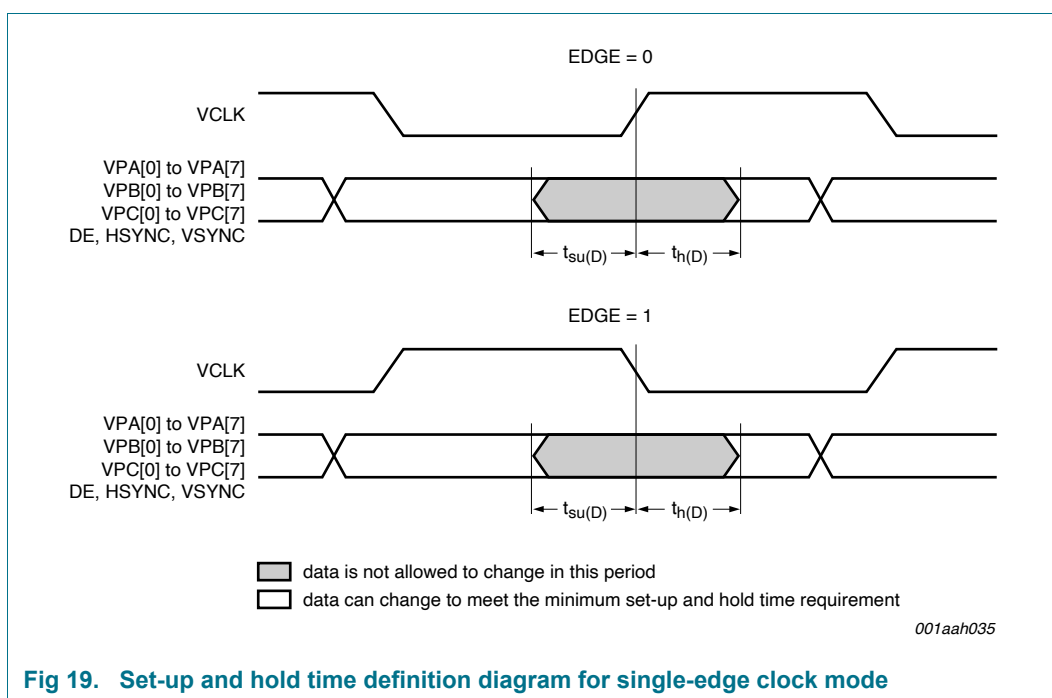 EDGE = 0
VCLK
VPA[0] to VPA[7]
VPB[0] to VPB[7]
VPC[0] to VPC[7]
DE, HSYNC, VSYNC
tsu(D) th(D)
EDGE = 1
VCLK
VPA[0] to VPA[7]
VPB[0] to VPB[7]
VPC[0] to VPC[7]
DE, HSYNC, VSYNC
tsu(D) th(D)
data is not allowed to change in this period
data can change to meet the minimum set-up and hold time requirement
001aah035
Fig 19. Set-up and hold time definition diagram for single-edge clock mode